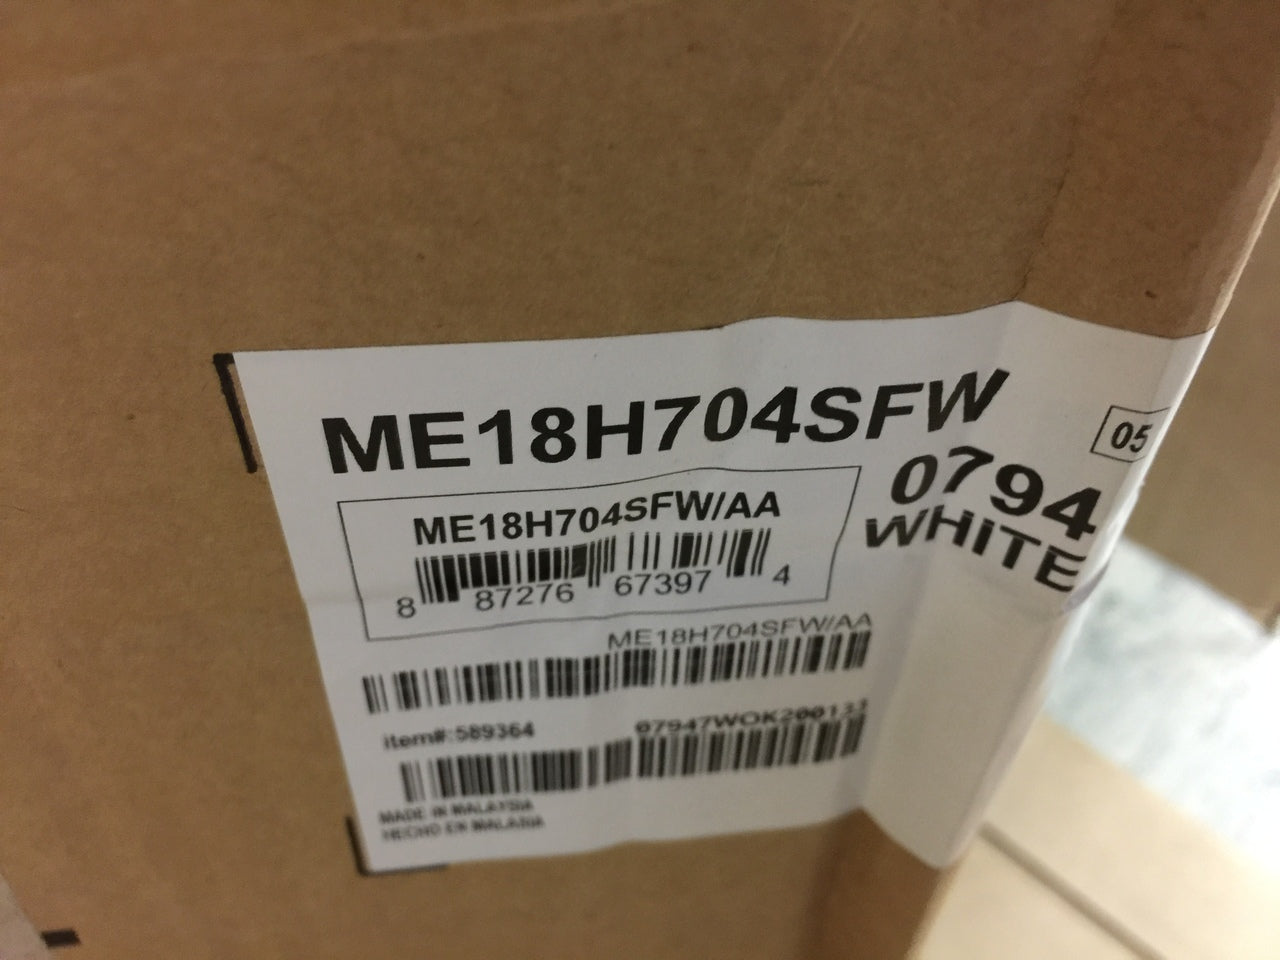 ME18H704SFW
05
0794
WHITE
ME18H704SFW/AA
8 87276 67397 4
ME18H704SFW/AA
item#:589364
07947WOK200133
MADE IN MALAYSIA
HECHO EN MALASIA